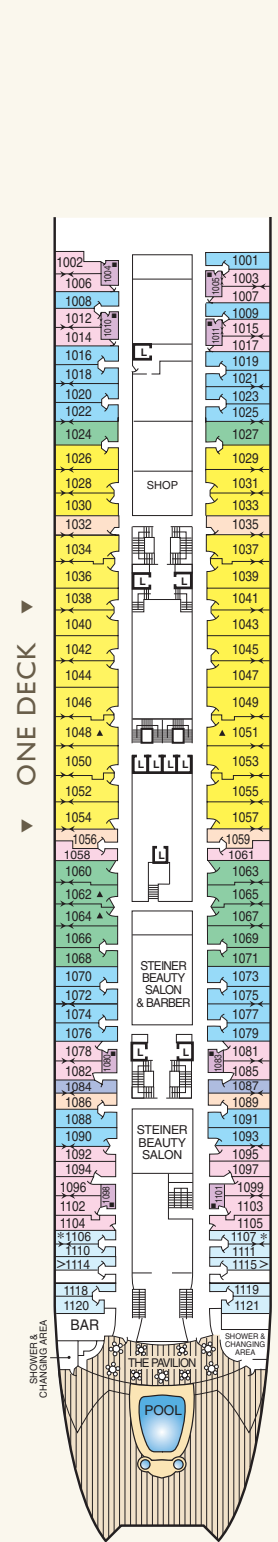 1002 1004 1001
1006 1005 1003
1008 1007
1012 1010 1009
1014 1011 1015
1016 L 1017
1018 1019
1020 1021
1022 1023
1024 1025
1026 1027
1028 SHOP 1029
1030 1031
1032 1033
1034 1035
1036 L L 1037
1038 1039
1040 1041
1042 1043
1044 1045
1046 1047
1048 ▲ 1049
1050 L L L L ▲ 1051
1052 1053
1054 1055
1056 1057
1058 L 1059
1060 1061
1062 ▲ 1063
1064 ▲ 1065
1066 1067
1068 1069
1070 1071
1072 1073
1074 1075
1076 1077
1078 1079
1080 L L 1083 1081
1082 1085
1084 1087
1086 1089
1088 1091
1090 1093
1092 1095
1094 1097
1096 1098 1101 1099
1102 1103
1104 1105
*1106 1107 *
1110 1111
>1114 1115 >
1118 1119
1120 1121
▼ ONE DECK ▼
STEINER
BEAUTY
SALON
& BARBER
STEINER
BEAUTY
SALON
BAR
SHOWER &
CHANGING AREA
SHOWER &
CHANGING
AREA
THE PAVILION
POOL